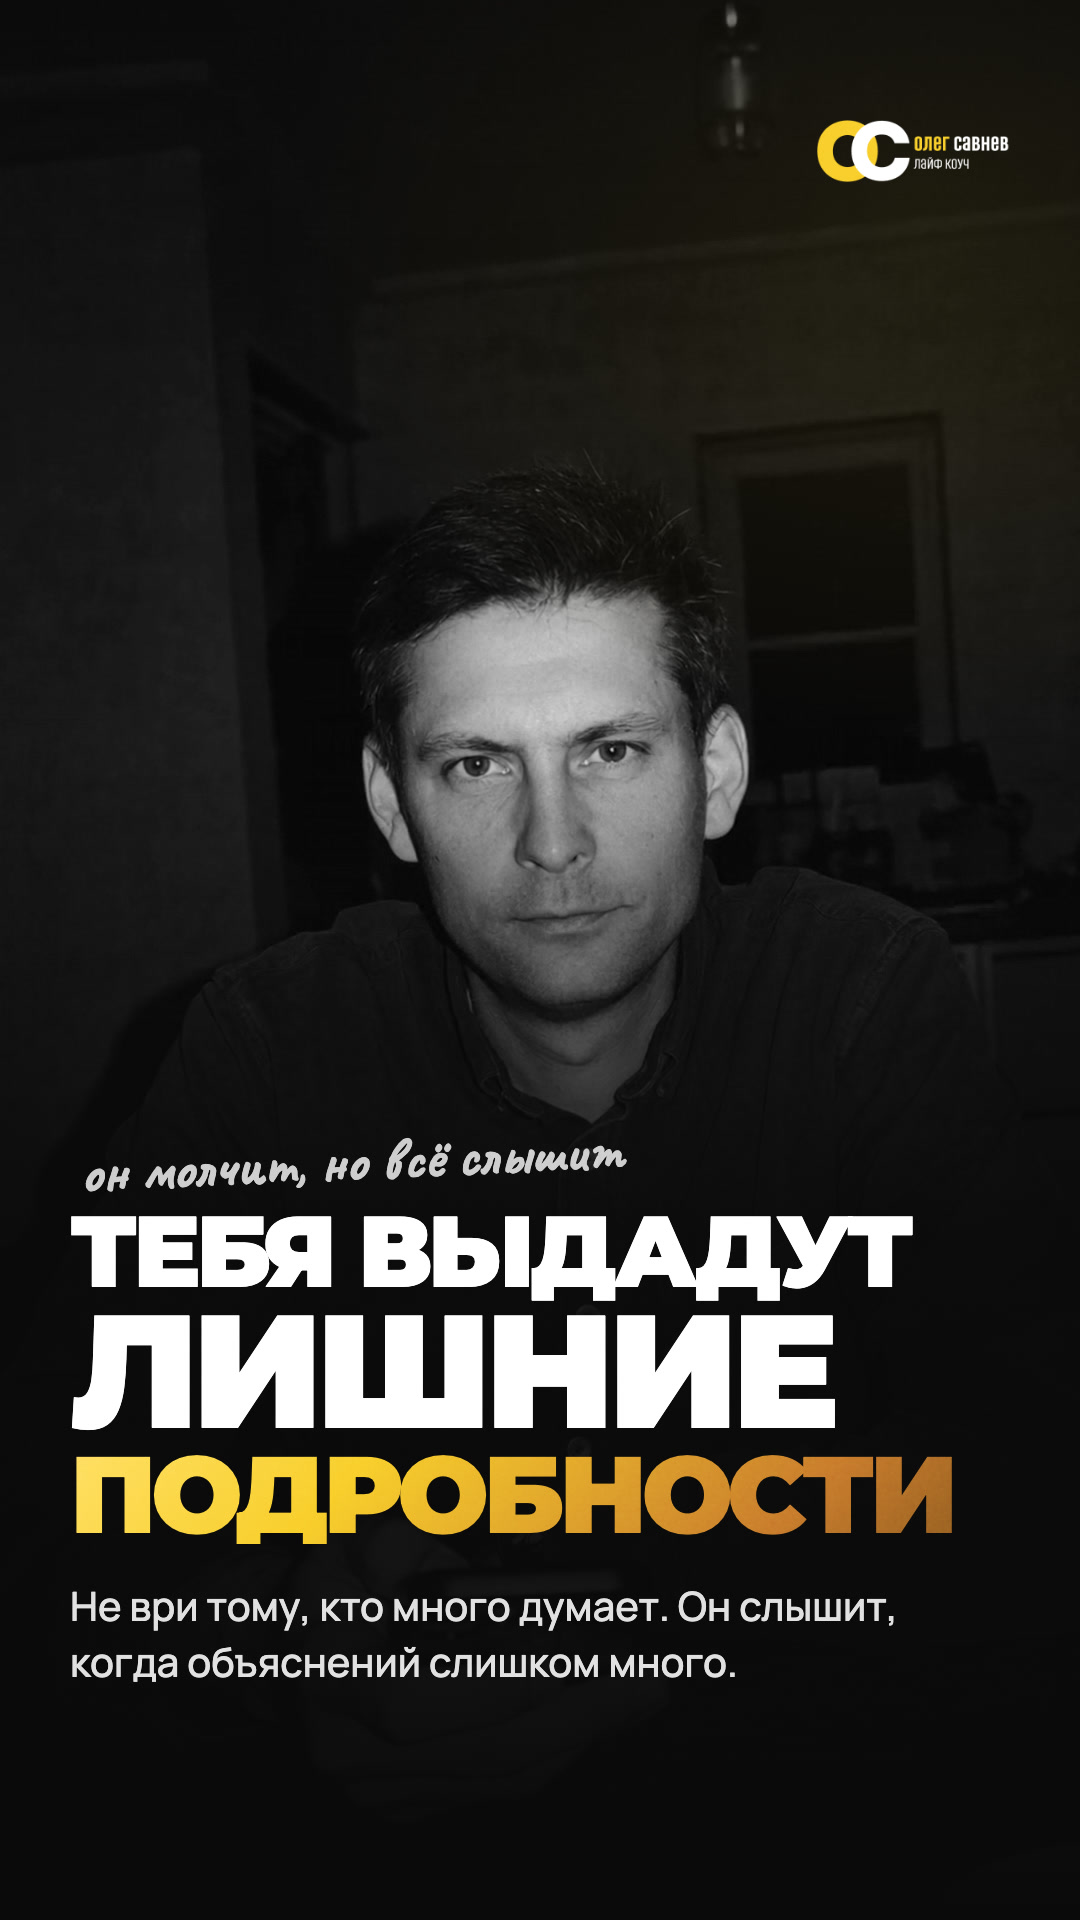 ОС
олег савнев
лайф коуч
он молчит, но всё слышит
ТЕБЯ ВЫДАДУТ
ЛИШНИЕ
ПОДРОБНОСТИ
Не ври тому, кто много думает. Он слышит,
когда объяснений слишком много.